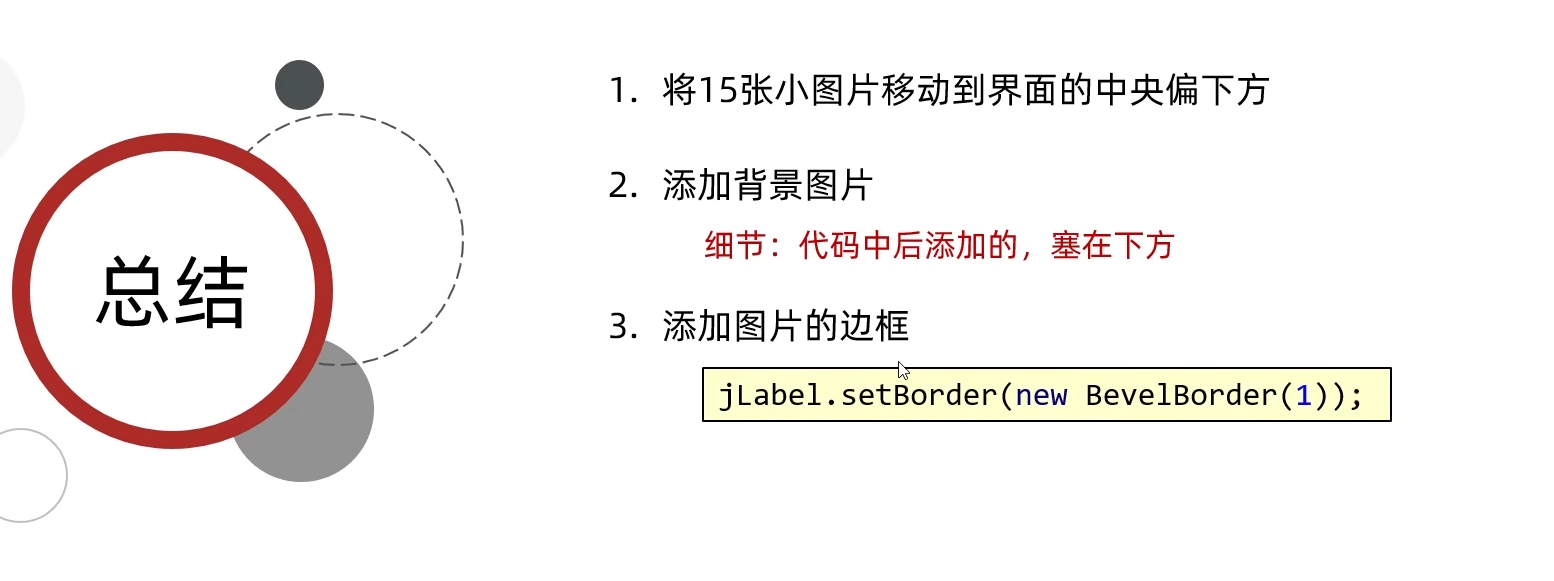 总结
1. 将15张小图片移动到界面的中央偏下方
2. 添加背景图片
细节：代码中后添加的，塞在下方
3. 添加图片的边框
jLabel.setBorder(new BevelBorder(1));